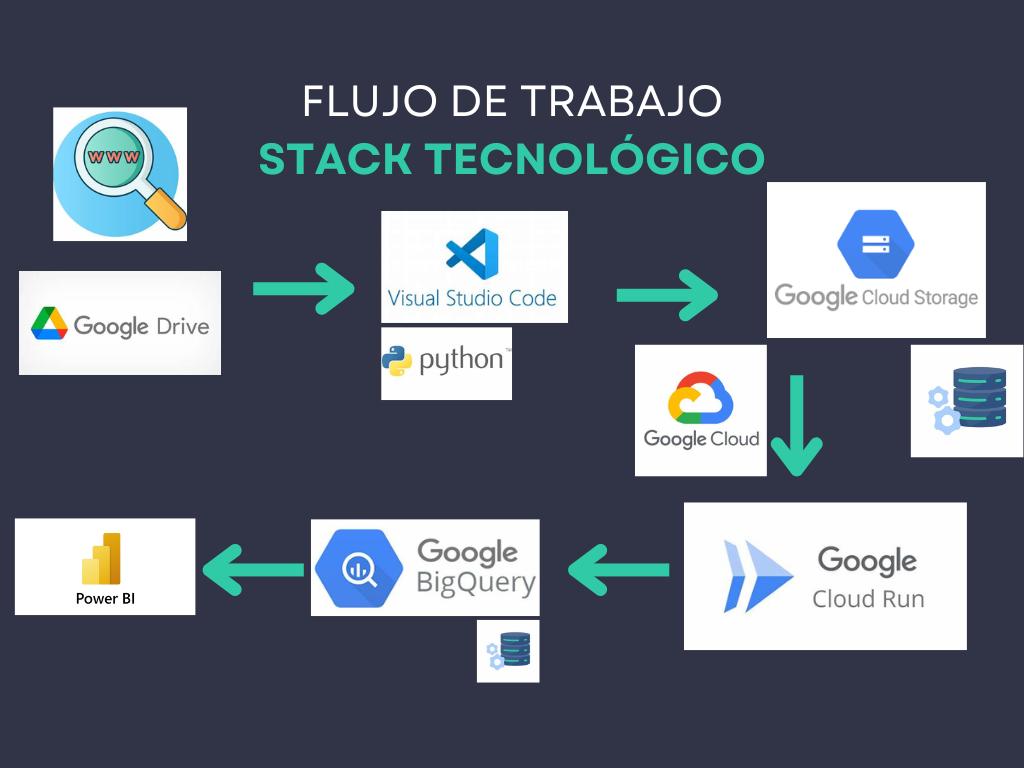 FLUJO DE TRABAJO
STACK TECNOLÓGICO
www
Google Drive
Visual Studio Code
python™
Google Cloud Storage
Google Cloud
Google
Cloud Run
Google
BigQuery
Power BI